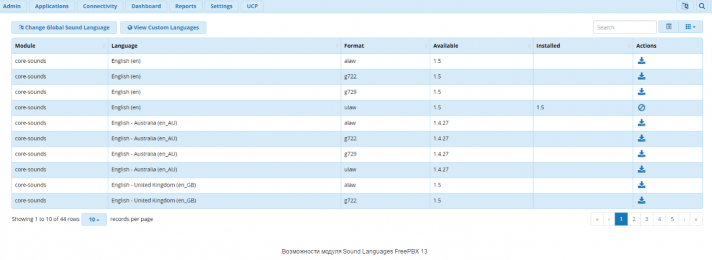 Admin Applications Connectivity Dashboard Reports Settings UCP
Change Global Sound Language View Custom Languages Search
Module Language Format Available Installed Actions
core-sounds English (en) alaw 1.5
core-sounds English (en) g722 1.5
core-sounds English (en) g729 1.5
core-sounds English (en) ulaw 1.5 1.5
core-sounds English - Australia (en_AU) alaw 1.4.27
core-sounds English - Australia (en_AU) g722 1.4.27
core-sounds English - Australia (en_AU) g729 1.4.27
core-sounds English - Australia (en_AU) ulaw 1.4.27
core-sounds English - United Kingdom (en_GB) alaw 1.5
core-sounds English - United Kingdom (en_GB) g722 1.5
Showing 1 to 10 of 44 rows 10 records per page « ‹ 1 2 3 4 5 › »
Возможности модуля Sound Languages FreePBX 13